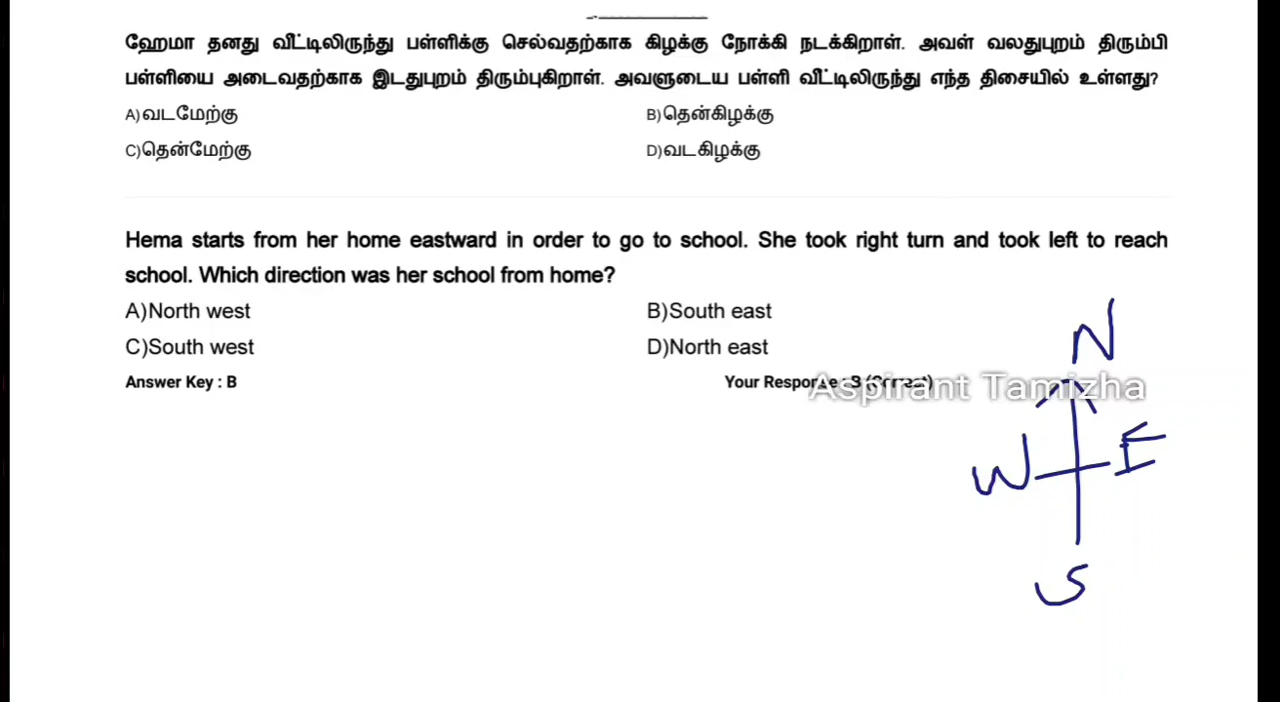 ஹேமா தனது வீட்டிலிருந்து பள்ளிக்கு செல்வதற்காக கிழக்கு நோக்கி நடக்கிறாள். அவள் வலதுபுறம் திரும்பி
பள்ளியை அடைவதற்காக இடதுபுறம் திரும்புகிறாள். அவளுடைய பள்ளி வீட்டிலிருந்து எந்த திசையில் உள்ளது?
A)வடமேற்கு B)தென்கிழக்கு
C)தென்மேற்கு D)வடகிழக்கு
Hema starts from her home eastward in order to go to school. She took right turn and took left to reach
school. Which direction was her school from home?
A)North west B)South east
C)South west D)North east
Answer Key : B Your Response : B (Correct)
Aspirant Tamizha
N
W E
S